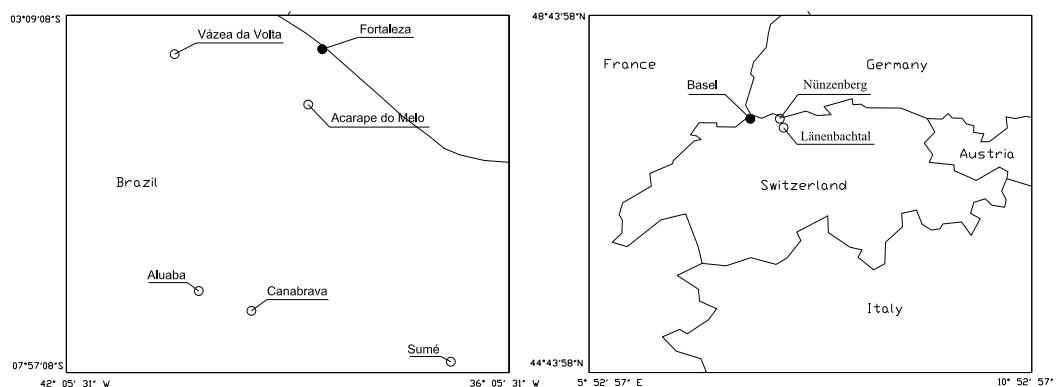 03°09'08"S
Vázea da Volta
Fortaleza
Acarape do Melo
Brazil
Aluaba
Canabrava
Sumé
07°57'08"S
42°05'31" W
36°05'31" W
48°43'58"N
France
Germany
Basel
Nünzenberg
Länenbachtal
Austria
Switzerland
Italy
44°43'58"N
5°52'57" E
10°52'57"